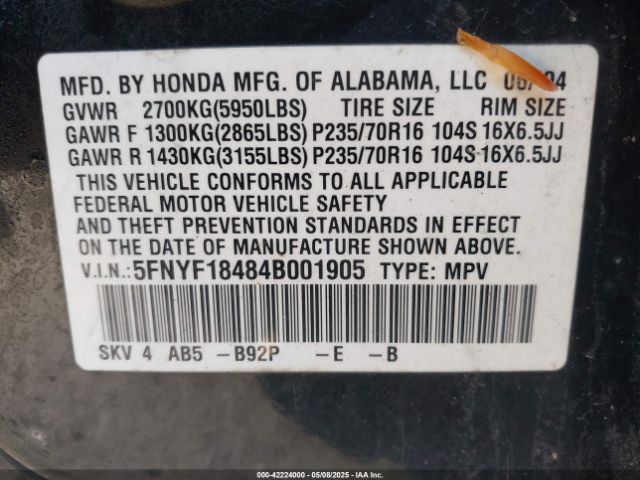 MFD. BY HONDA MFG. OF ALABAMA, LLC 04
GVWR 2700KG(5950LBS) TIRE SIZE RIM SIZE
GAWR F 1300KG(2865LBS) P235/70R16 104S 16X6.5JJ
GAWR R 1430KG(3155LBS) P235/70R16 104S 16X6.5JJ
THIS VEHICLE CONFORMS TO ALL APPLICABLE
FEDERAL MOTOR VEHICLE SAFETY
AND THEFT PREVENTION STANDARDS IN EFFECT
ON THE DATE OF MANUFACTURE SHOWN ABOVE.
V.I.N.: 5FNYF18484B001905 TYPE: MPV
SKV 4 AB5 -B92P -E -B
000-42224000 - 05/08/2025 - IAA Inc.